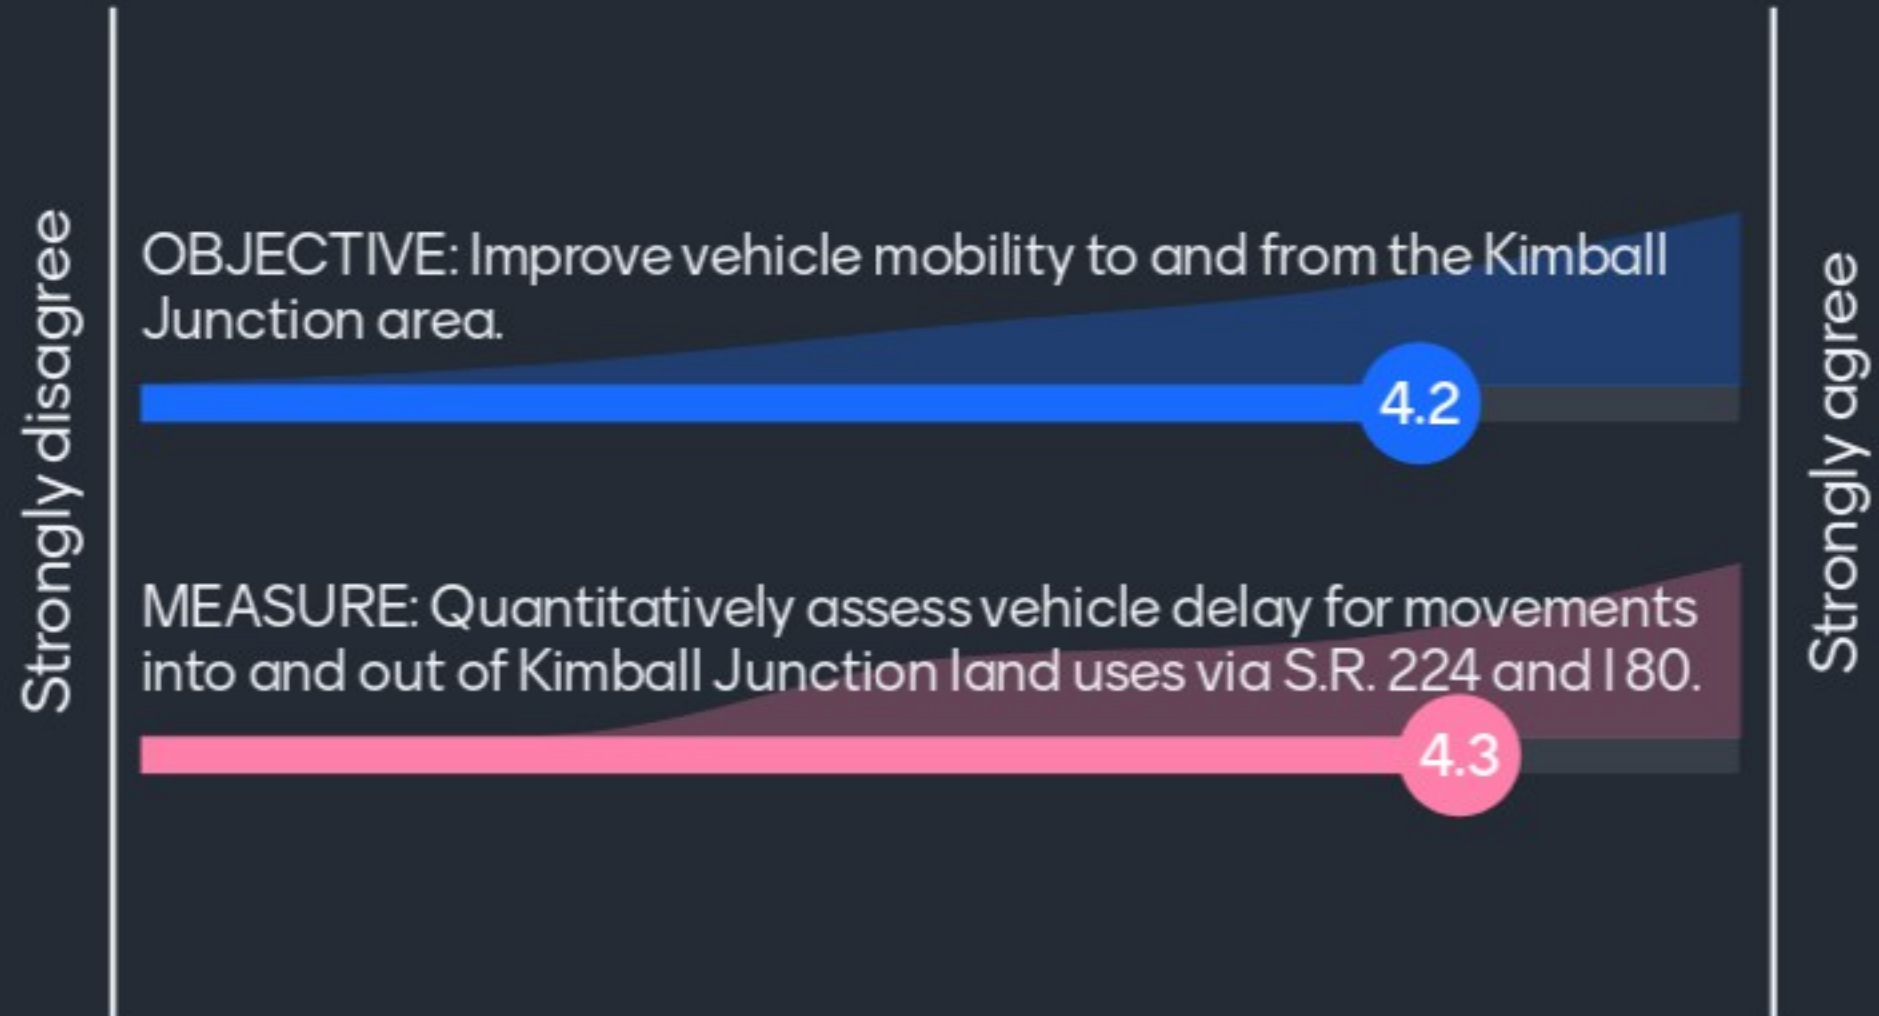 Strongly disagree
OBJECTIVE: Improve vehicle mobility to and from the Kimball
Junction area.
4.2
MEASURE: Quantitatively assess vehicle delay for movements
into and out of Kimball Junction land uses via S.R. 224 and I 80.
4.3
Strongly agree